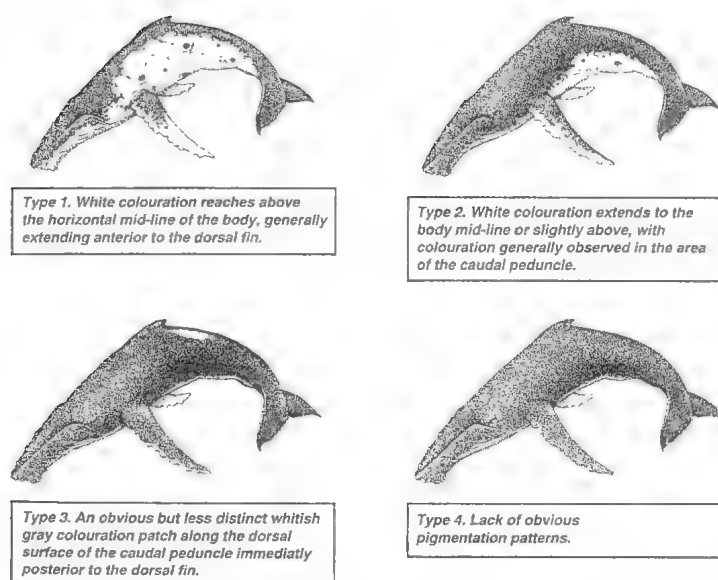 Type 1. White colouration reaches above
the horizontal mid-line of the body, generally
extending anterior to the dorsal fin.
Type 2. White colouration extends to the
body mid-line or slightly above, with
colouration generally observed in the area
of the caudal peduncle.
Type 3. An obvious but less distinct whitish
gray colouration patch along the dorsal
surface of the caudal peduncle immediatly
posterior to the dorsal fin.
Type 4. Lack of obvious
pigmentation patterns.